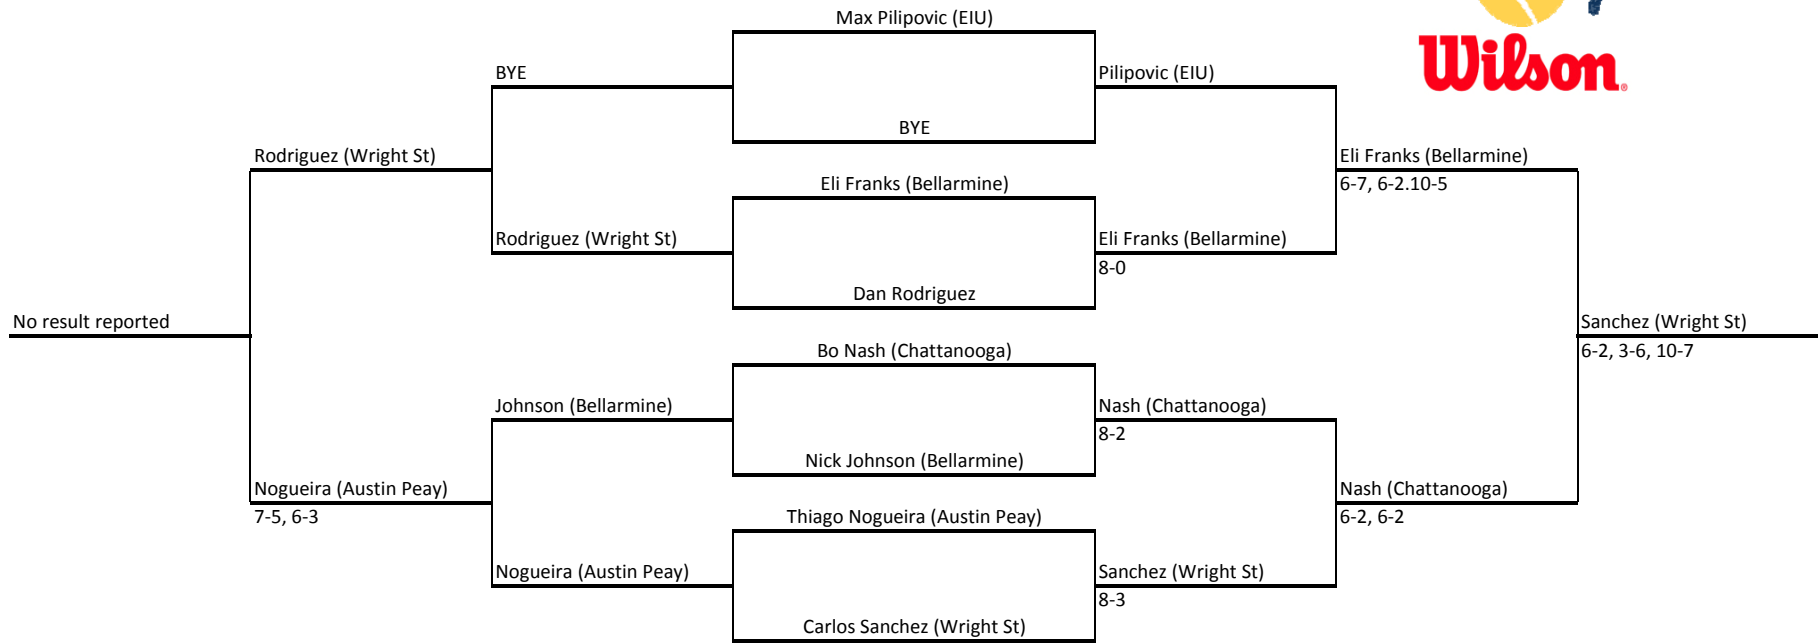 Max Pilipovic (EIU)
Wilson®
BYE
Pilipovic (EIU)
BYE
Rodriguez (Wright St)
Eli Franks (Bellarmine)
Eli Franks (Bellarmine)
6-7, 6-2.10-5
Rodriguez (Wright St)
Eli Franks (Bellarmine)
8-0
Dan Rodriguez
No result reported
Sanchez (Wright St)
Bo Nash (Chattanooga)
6-2, 3-6, 10-7
Johnson (Bellarmine)
Nash (Chattanooga)
8-2
Nick Johnson (Bellarmine)
Nogueira (Austin Peay)
Nash (Chattanooga)
7-5, 6-3
Thiago Nogueira (Austin Peay)
6-2, 6-2
Nogueira (Austin Peay)
Sanchez (Wright St)
8-3
Carlos Sanchez (Wright St)